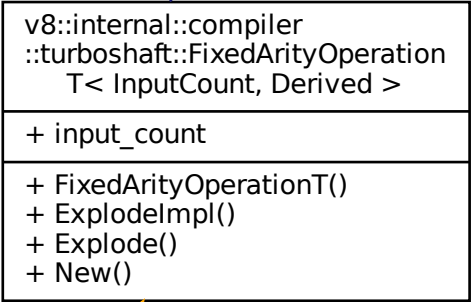 v8::internal::compiler
::turboshaft::FixedArityOperation
T< InputCount, Derived >
+ input_count
+ FixedArityOperationT()
+ ExplodeImpl()
+ Explode()
+ New()